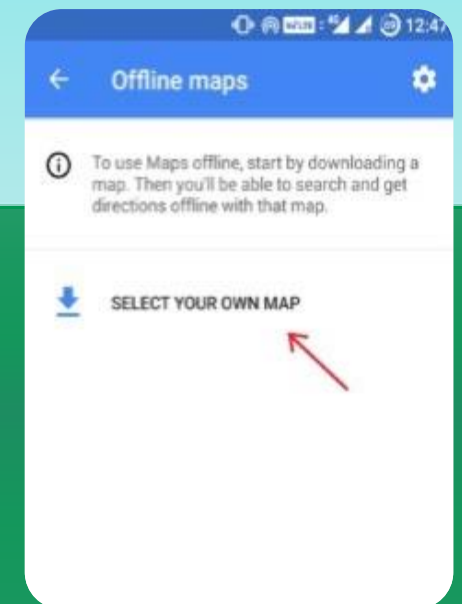 12:47
Offline maps
To use Maps offline, start by downloading a
map. Then you'll be able to search and get
directions offline with that map.
SELECT YOUR OWN MAP